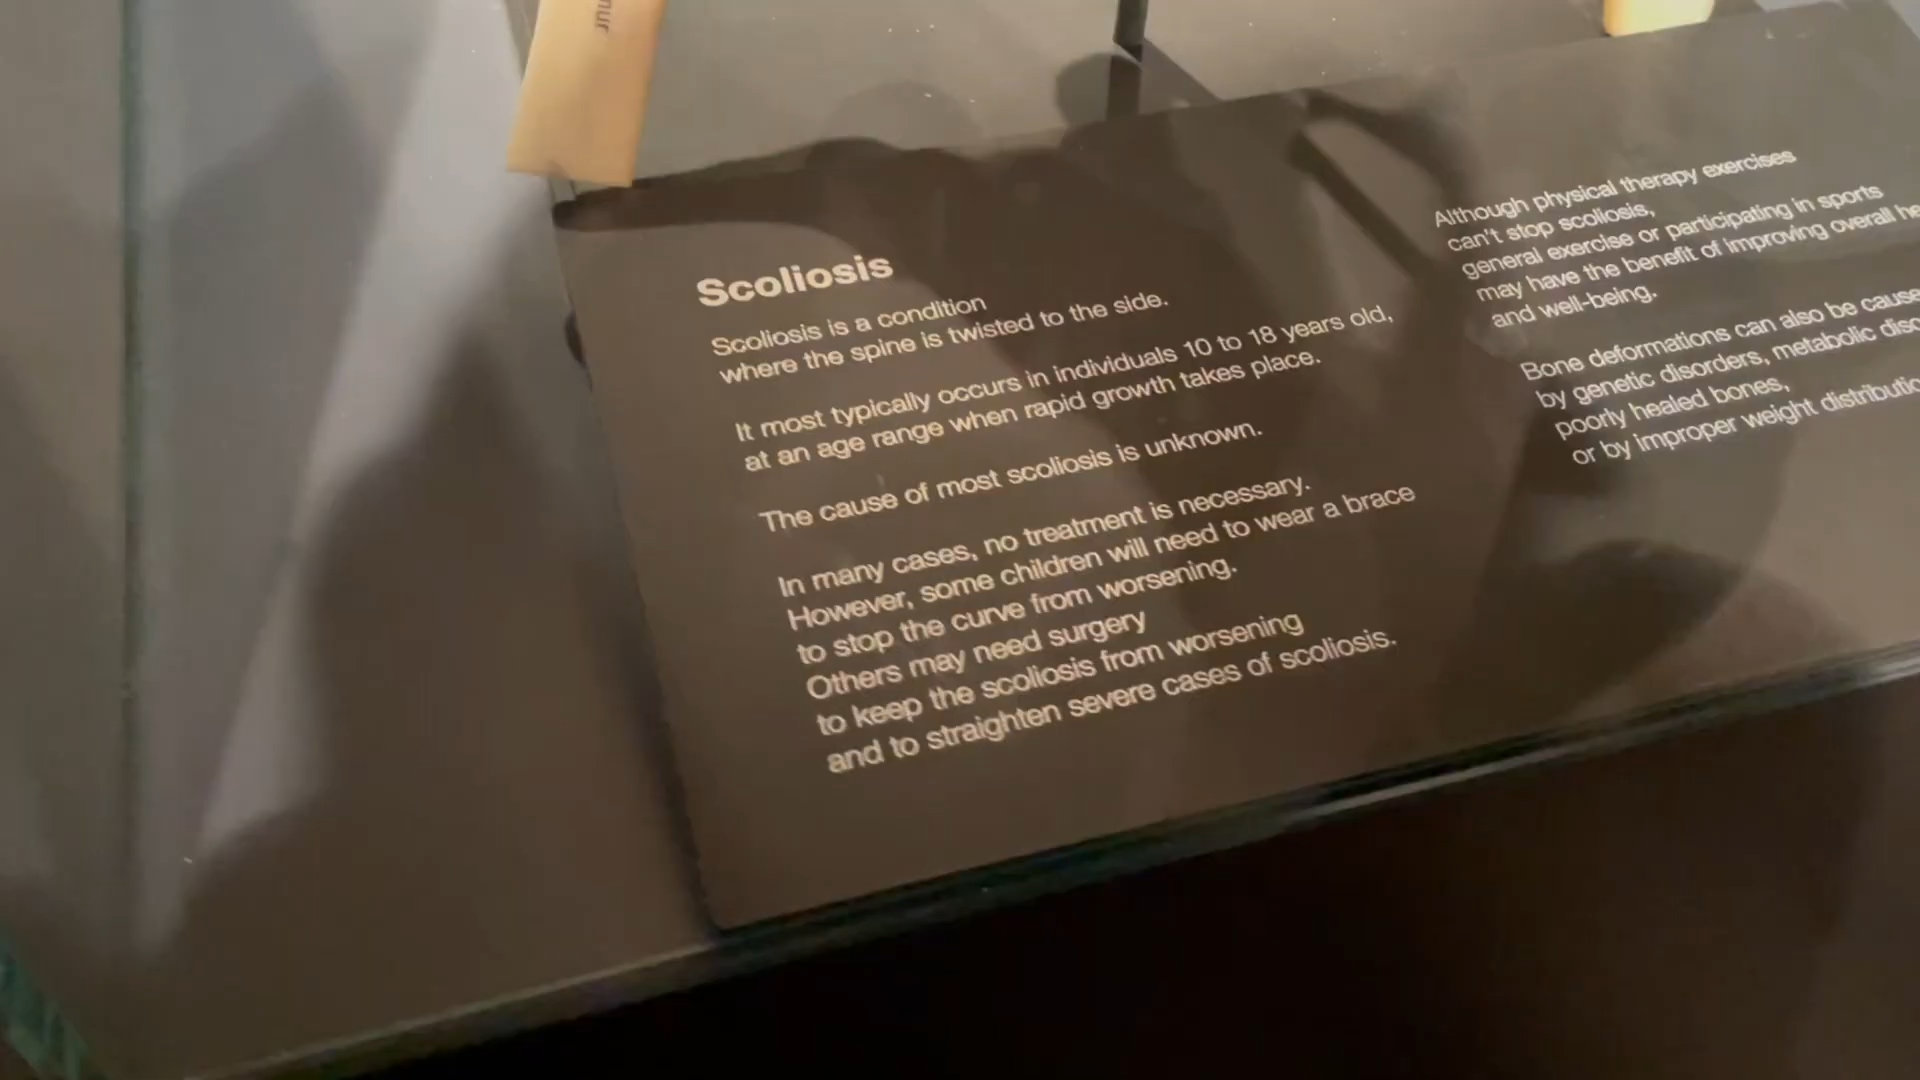 Scoliosis
Scoliosis is a condition
where the spine is twisted to the side.
It most typically occurs in individuals 10 to 18 years old,
at an age range when rapid growth takes place.
The cause of most scoliosis is unknown.
In many cases, no treatment is necessary.
However, some children will need to wear a brace
to stop the curve from worsening.
Others may need surgery
to keep the scoliosis from worsening
and to straighten severe cases of scoliosis.
Although physical therapy exercises
can't stop scoliosis,
general exercise or participating in sports
may have the benefit of improving overall
and well-being.
Bone deformations can also be
by genetic disorders, metabolic
poorly healed bones,
or by improper weight